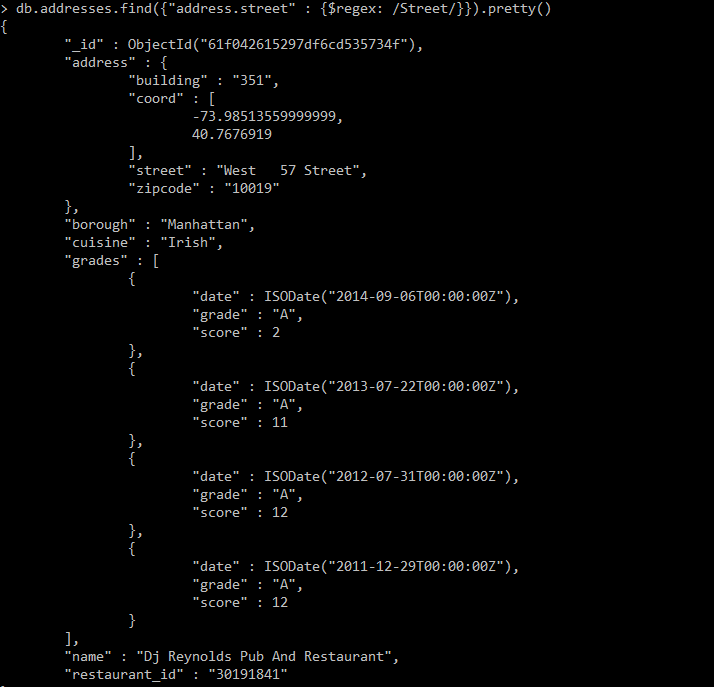 > db.addresses.find({"address.street" : {$regex: /Street/}}).pretty()
{
        "_id" : ObjectId("61f042615297df6cd535734f"),
        "address" : {
                "building" : "351",
                "coord" : [
                        -73.98513559999999,
                        40.7676919
                ],
                "street" : "West   57 Street",
                "zipcode" : "10019"
        },
        "borough" : "Manhattan",
        "cuisine" : "Irish",
        "grades" : [
                {
                        "date" : ISODate("2014-09-06T00:00:00Z"),
                        "grade" : "A",
                        "score" : 2
                },
                {
                        "date" : ISODate("2013-07-22T00:00:00Z"),
                        "grade" : "A",
                        "score" : 11
                },
                {
                        "date" : ISODate("2012-07-31T00:00:00Z"),
                        "grade" : "A",
                        "score" : 12
                },
                {
                        "date" : ISODate("2011-12-29T00:00:00Z"),
                        "grade" : "A",
                        "score" : 12
                }
        ],
        "name" : "Dj Reynolds Pub And Restaurant",
        "restaurant_id" : "30191841"